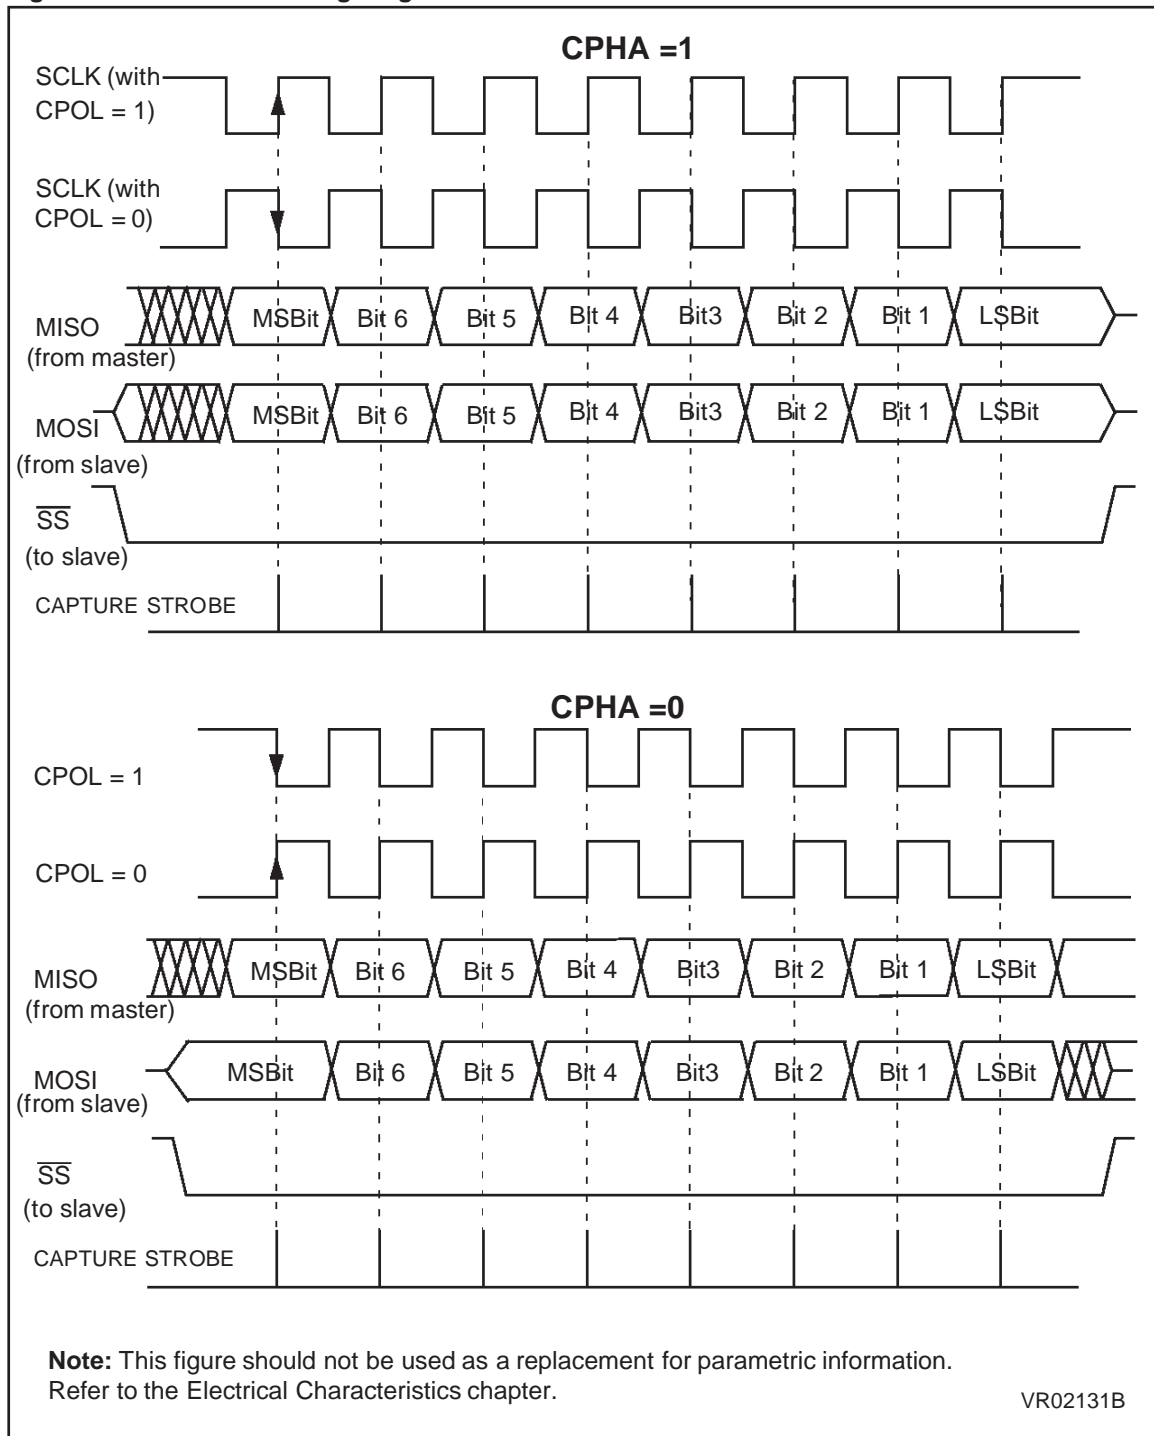 CPHA =1
SCLK (with
CPOL = 1)
SCLK (with
CPOL = 0)
MISO
(from master)
MSBit Bit 6 Bit 5 Bit 4 Bit3 Bit 2 Bit 1 LSBit
MOSI
(from slave)
MSBit Bit 6 Bit 5 Bit 4 Bit3 Bit 2 Bit 1 LSBit
SS
(to slave)
CAPTURE STROBE
CPHA =0
CPOL = 1
CPOL = 0
MISO
(from master)
MSBit Bit 6 Bit 5 Bit 4 Bit3 Bit 2 Bit 1 LSBit
MOSI
(from slave)
MSBit Bit 6 Bit 5 Bit 4 Bit3 Bit 2 Bit 1 LSBit
SS
(to slave)
CAPTURE STROBE
Note: This figure should not be used as a replacement for parametric information.
Refer to the Electrical Characteristics chapter.
VR02131B